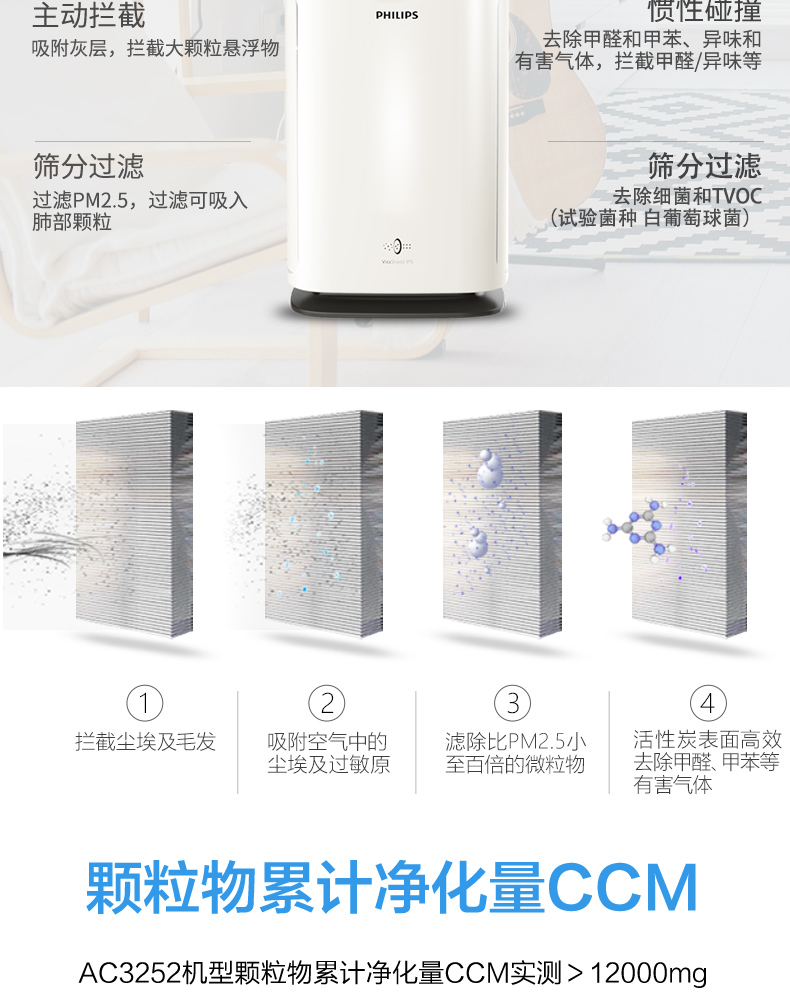 主动拦截
吸附灰层，拦截大颗粒悬浮物
PHILIPS
惯性碰撞
去除甲醛和甲苯、异味和
有害气体，拦截甲醛/异味等
筛分过滤
过滤PM2.5，过滤可吸入
肺部颗粒
筛分过滤
去除细菌和TVOC
（试验菌种 白葡萄球菌）
1
拦截尘埃及毛发
2
吸附空气中的
尘埃及过敏原
3
滤除比PM2.5小
至百倍的微粒物
4
活性炭表面高效
去除甲醛、甲苯等
有害气体
颗粒物累计净化量CCM
AC3252机型颗粒物累计净化量CCM实测＞12000mg